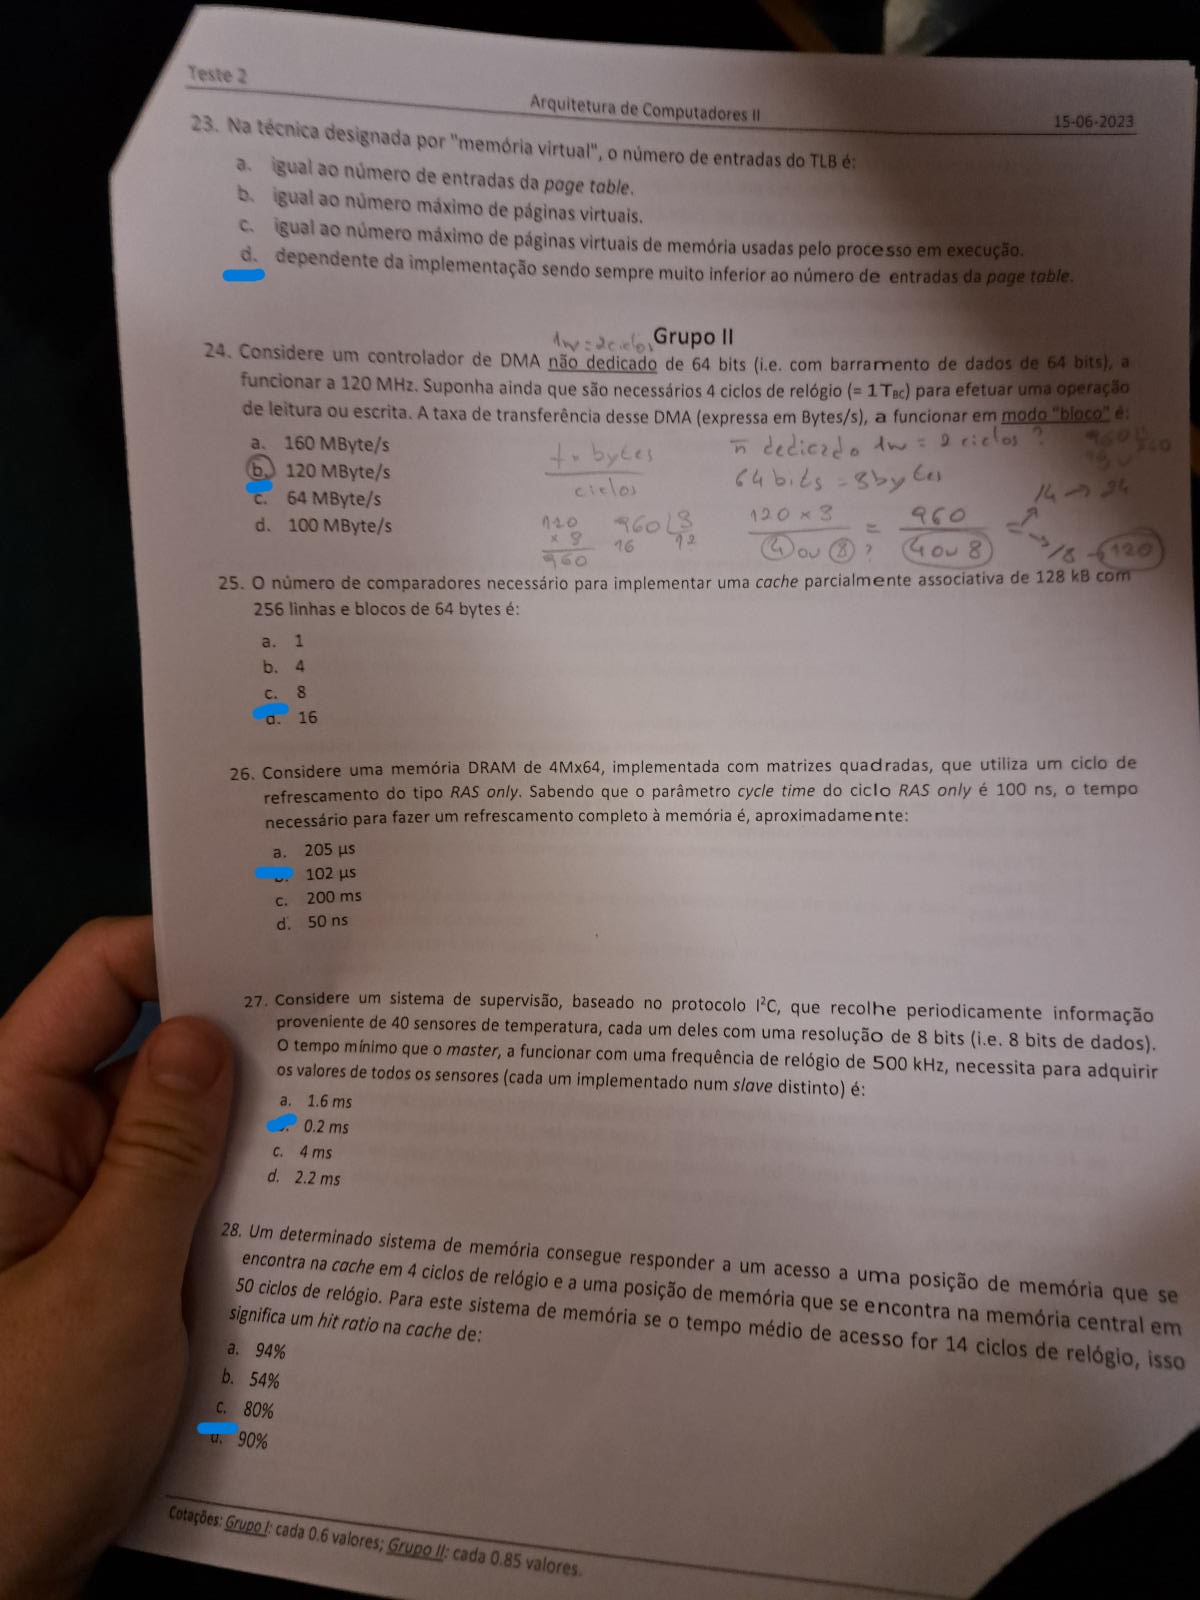 Teste 2
Arquitetura de Computadores II
15-06-2023
23. Na técnica designada por "memória virtual", o número de entradas do TLB é:
a. igual ao número de entradas da page table.
b. igual ao número máximo de páginas virtuais.
c. igual ao número máximo de páginas virtuais de memória usadas pelo processo em execução.
d. dependente da implementação sendo sempre muito inferior ao número de entradas da page table.
1w = 2 ciclos
Grupo II
24. Considere um controlador de DMA não dedicado de 64 bits (i.e. com barramento de dados de 64 bits), a
funcionar a 120 MHz. Suponha ainda que são necessários 4 ciclos de relógio (= 1 TBC) para efetuar uma operação
de leitura ou escrita. A taxa de transferência desse DMA (expressa em Bytes/s), a funcionar em modo "bloco" é:
a. 160 MByte/s
b. 120 MByte/s
c. 64 MByte/s
d. 100 MByte/s
f × bytes
ciclos
n̄ dedicado 1w = 2 ciclos ?
64 bits = 8 bytes
120
× 8
960
960 8
16 12
120 × 8
4 ou 8 ?
= 960
4 ou 8
=
/4 → 24
/8 → 120
25. O número de comparadores necessário para implementar uma cache parcialmente associativa de 128 kB com
256 linhas e blocos de 64 bytes é:
a. 1
b. 4
c. 8
d. 16
26. Considere uma memória DRAM de 4Mx64, implementada com matrizes quadradas, que utiliza um ciclo de
refrescamento do tipo RAS only. Sabendo que o parâmetro cycle time do ciclo RAS only é 100 ns, o tempo
necessário para fazer um refrescamento completo à memória é, aproximadamente:
a. 205 µs
102 µs
c. 200 ms
d. 50 ns
27. Considere um sistema de supervisão, baseado no protocolo I²C, que recolhe periodicamente informação
proveniente de 40 sensores de temperatura, cada um deles com uma resolução de 8 bits (i.e. 8 bits de dados).
O tempo mínimo que o master, a funcionar com uma frequência de relógio de 500 kHz, necessita para adquirir
os valores de todos os sensores (cada um implementado num slave distinto) é:
a. 1.6 ms
0.2 ms
c. 4 ms
d. 2.2 ms
28. Um determinado sistema de memória consegue responder a um acesso a uma posição de memória que se
encontra na cache em 4 ciclos de relógio e a uma posição de memória que se encontra na memória central em
50 ciclos de relógio. Para este sistema de memória se o tempo médio de acesso for 14 ciclos de relógio, isso
significa um hit ratio na cache de:
a. 94%
b. 54%
c. 80%
d. 90%
Cotações: Grupo I: cada 0.6 valores; Grupo II: cada 0.85 valores.